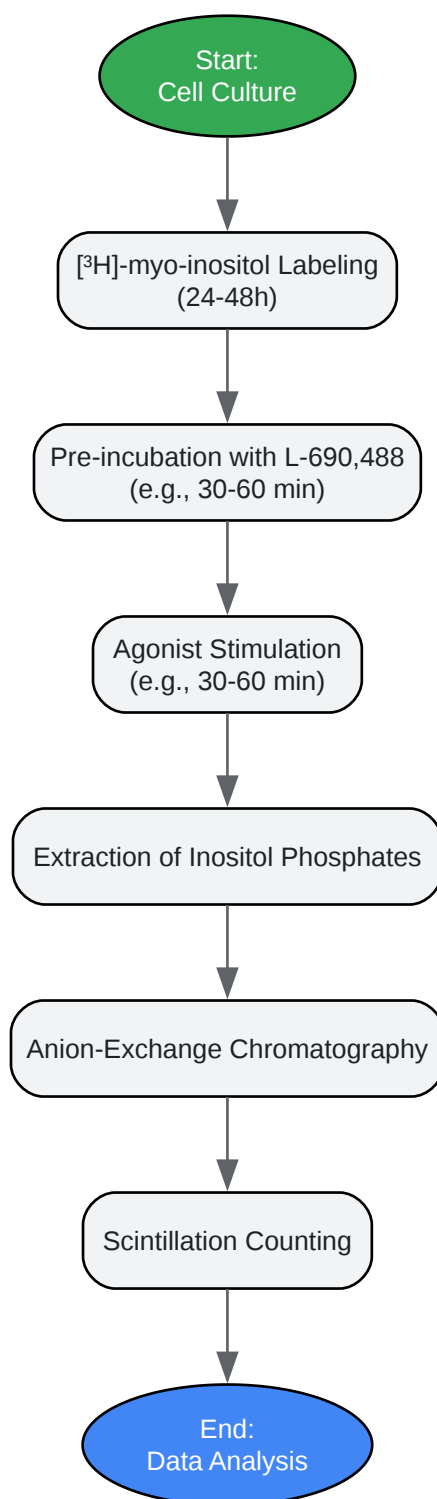 Start:
Cell Culture
[³H]-myo-inositol Labeling
(24-48h)
Pre-incubation with L-690,488
(e.g., 30-60 min)
Agonist Stimulation
(e.g., 30-60 min)
Extraction of Inositol Phosphates
Anion-Exchange Chromatography
Scintillation Counting
End:
Data Analysis